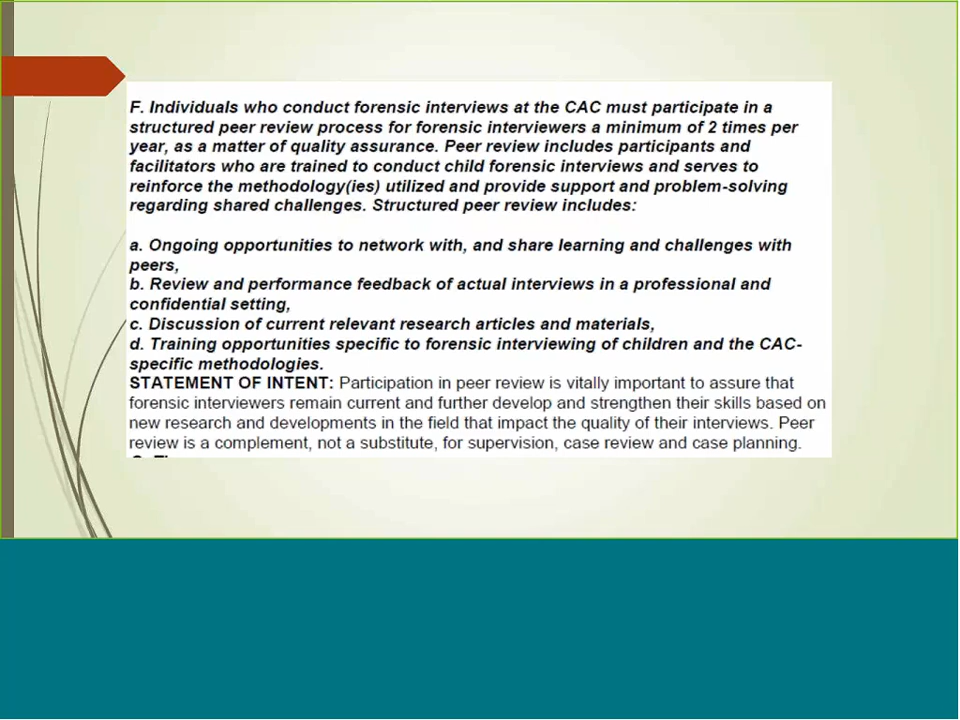 F. Individuals who conduct forensic interviews at the CAC must participate in a
structured peer review process for forensic interviewers a minimum of 2 times per
year, as a matter of quality assurance. Peer review includes participants and
facilitators who are trained to conduct child forensic interviews and serves to
reinforce the methodology(ies) utilized and provide support and problem-solving
regarding shared challenges. Structured peer review includes:
a. Ongoing opportunities to network with, and share learning and challenges with
peers,
b. Review and performance feedback of actual interviews in a professional and
confidential setting,
c. Discussion of current relevant research articles and materials,
d. Training opportunities specific to forensic interviewing of children and the CAC-
specific methodologies.
STATEMENT OF INTENT: Participation in peer review is vitally important to assure that
forensic interviewers remain current and further develop and strengthen their skills based on
new research and developments in the field that impact the quality of their interviews. Peer
review is a complement, not a substitute, for supervision, case review and case planning.